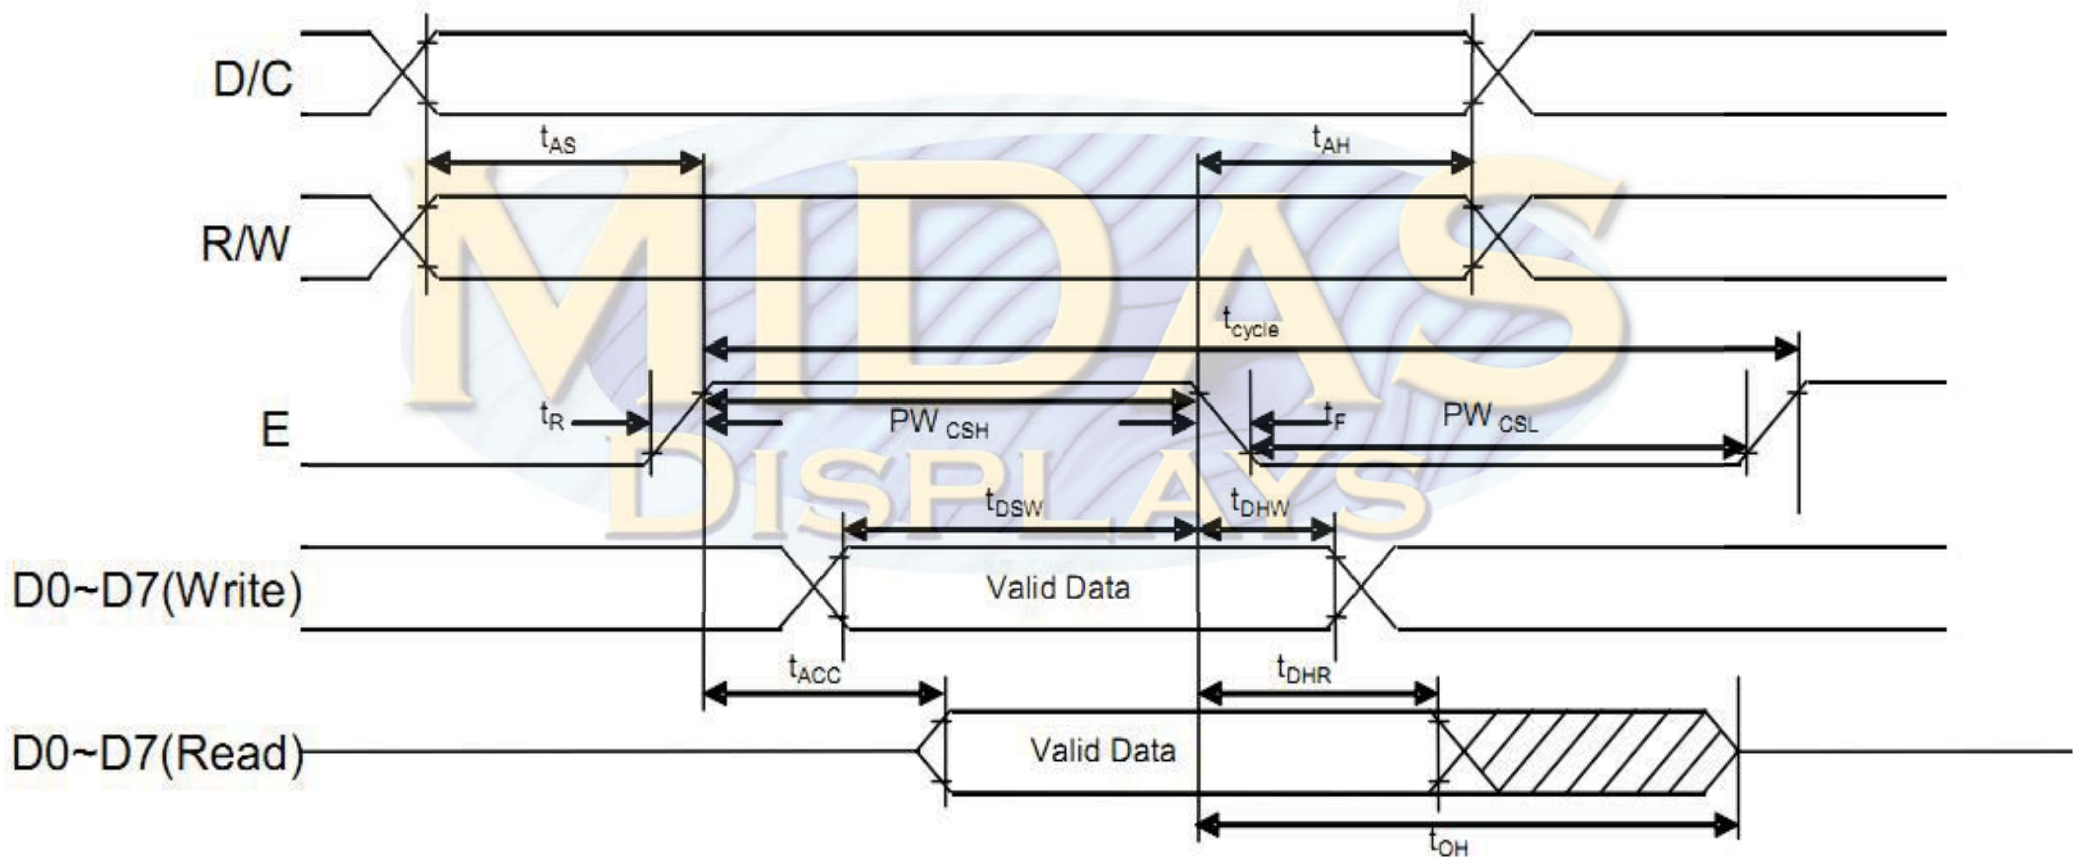 D/C
tAS
tAH
R/W
MIDAS
tcycle
E
tR
PW CSH
tF
PW CSL
DISPLAYS
tDSW
tDHW
D0~D7(Write)
Valid Data
tACC
tDHR
D0~D7(Read)
Valid Data
tOH